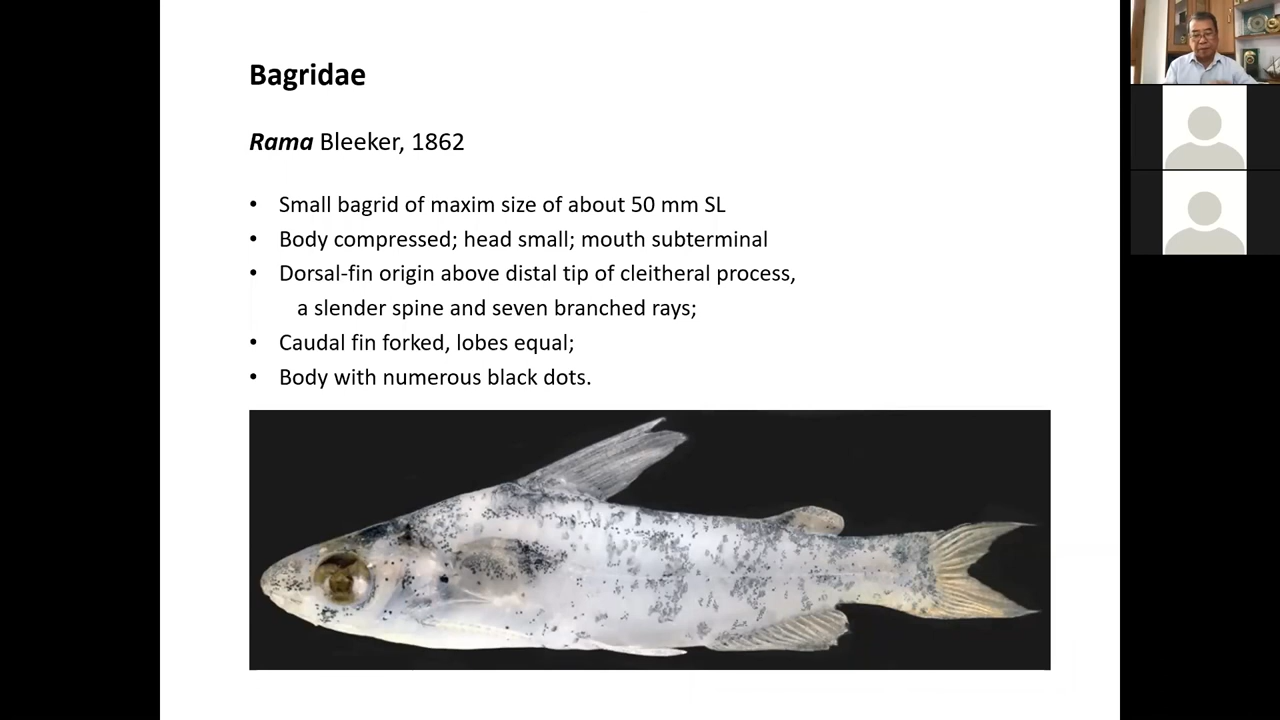 Bagridae
Rama Bleeker, 1862
• Small bagrid of maxim size of about 50 mm SL
• Body compressed; head small; mouth subterminal
• Dorsal-fin origin above distal tip of cleitheral process,
a slender spine and seven branched rays;
• Caudal fin forked, lobes equal;
• Body with numerous black dots.